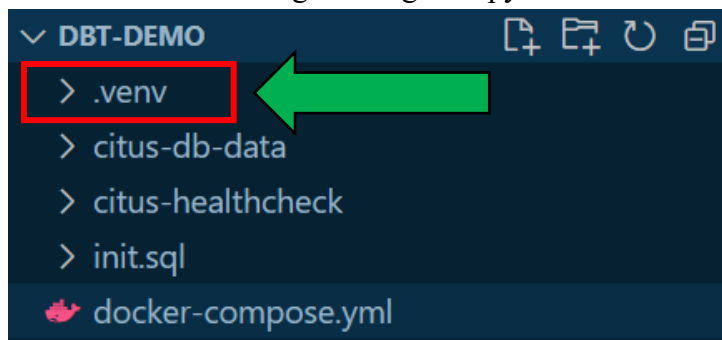 DBT-DEMO
.venv
citus-db-data
citus-healthcheck
init.sql
docker-compose.yml